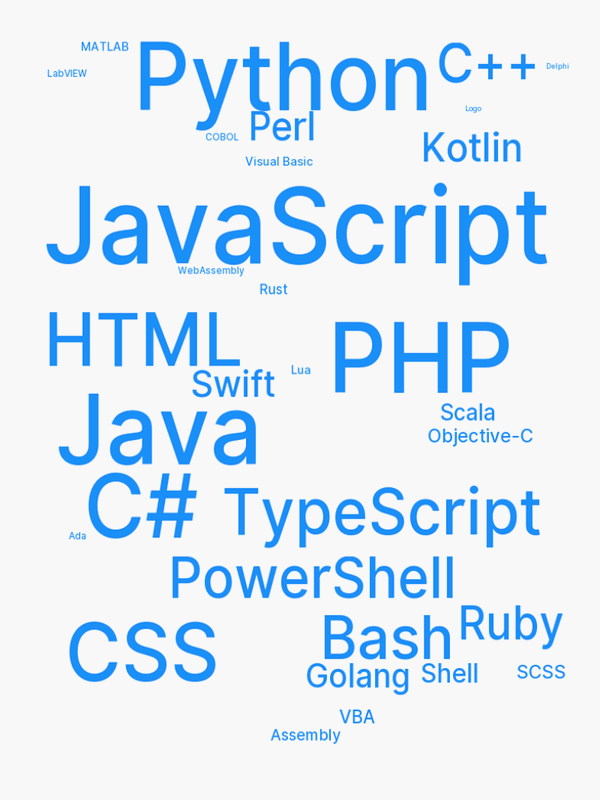 MATLAB
Python
C++
Delphi
LabVIEW
Logo
COBOL
Perl
Kotlin
Visual Basic
JavaScript
WebAssembly
Rust
HTML
PHP
Lua
Swift
Scala
Java
Objective-C
C#
TypeScript
Ada
PowerShell
CSS
Bash
Ruby
Golang
Shell
SCSS
VBA
Assembly